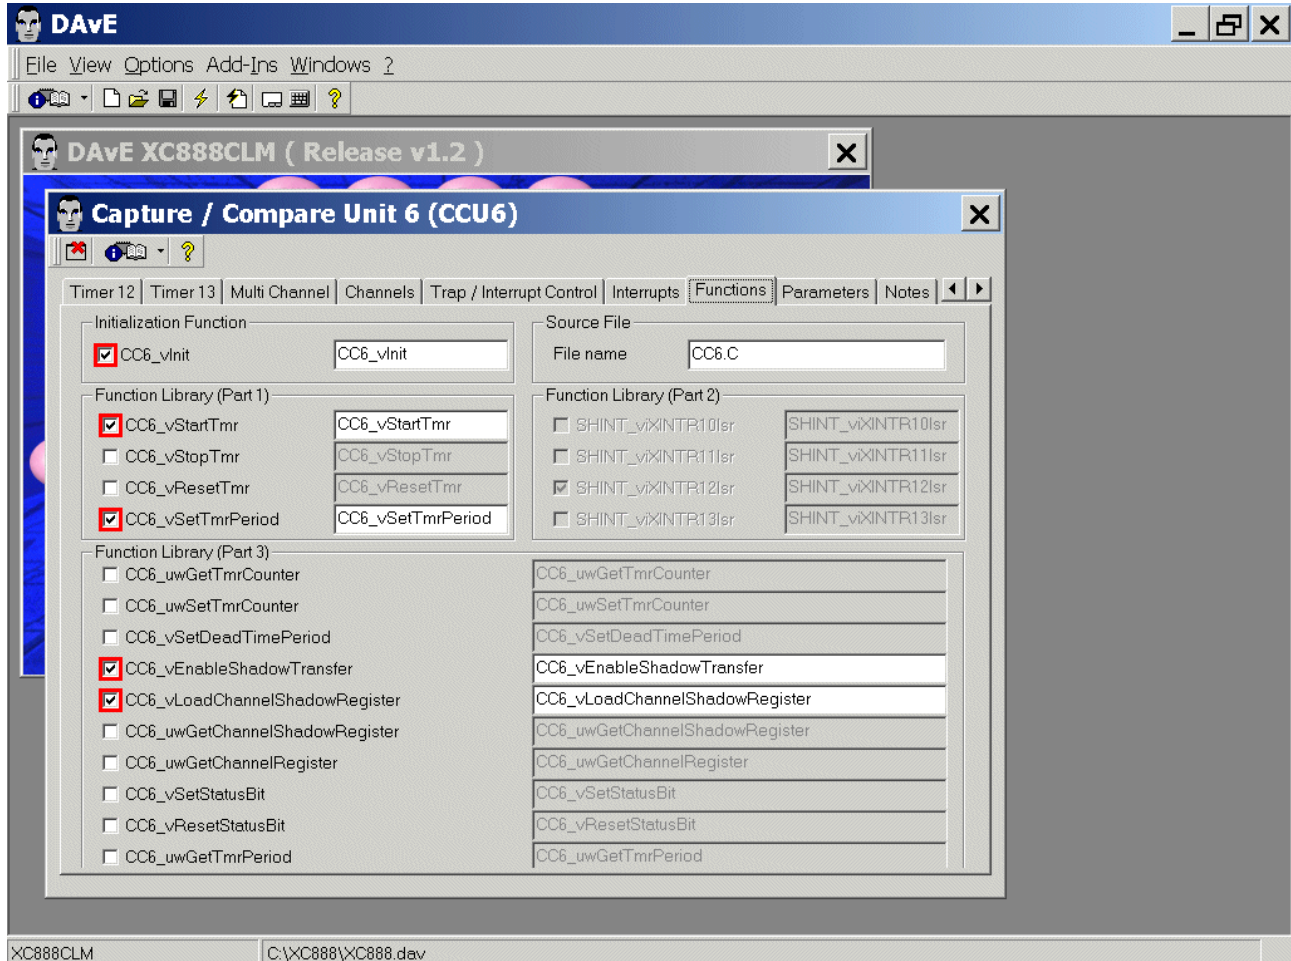 DAvE
File View Options Add-Ins Windows ?
DAvE XC888CLM ( Release v1.2 )
Capture / Compare Unit 6 (CCU6)
Timer 12 Timer 13 Multi Channel Channels Trap / Interrupt Control Interrupts Functions Parameters Notes
Initialization Function
CC6_vInit CC6_vInit
Source File
File name CC6.C
Function Library (Part 1)
CC6_vStartTmr CC6_vStartTmr
CC6_vStopTmr CC6_vStopTmr
CC6_vResetTmr CC6_vResetTmr
CC6_vSetTmrPeriod CC6_vSetTmrPeriod
Function Library (Part 2)
SHINT_viXINTR10Isr SHINT_viXINTR10Isr
SHINT_viXINTR11Isr SHINT_viXINTR11Isr
SHINT_viXINTR12Isr SHINT_viXINTR12Isr
SHINT_viXINTR13Isr SHINT_viXINTR13Isr
Function Library (Part 3)
CC6_uwGetTmrCounter CC6_uwGetTmrCounter
CC6_uwSetTmrCounter CC6_uwSetTmrCounter
CC6_vSetDeadTimePeriod CC6_vSetDeadTimePeriod
CC6_vEnableShadowTransfer CC6_vEnableShadowTransfer
CC6_vLoadChannelShadowRegister CC6_vLoadChannelShadowRegister
CC6_uwGetChannelShadowRegister CC6_uwGetChannelShadowRegister
CC6_uwGetChannelRegister CC6_uwGetChannelRegister
CC6_vSetStatusBit CC6_vSetStatusBit
CC6_vResetStatusBit CC6_vResetStatusBit
CC6_uwGetTmrPeriod CC6_uwGetTmrPeriod
XC888CLM C:\XC888\XC888.dav